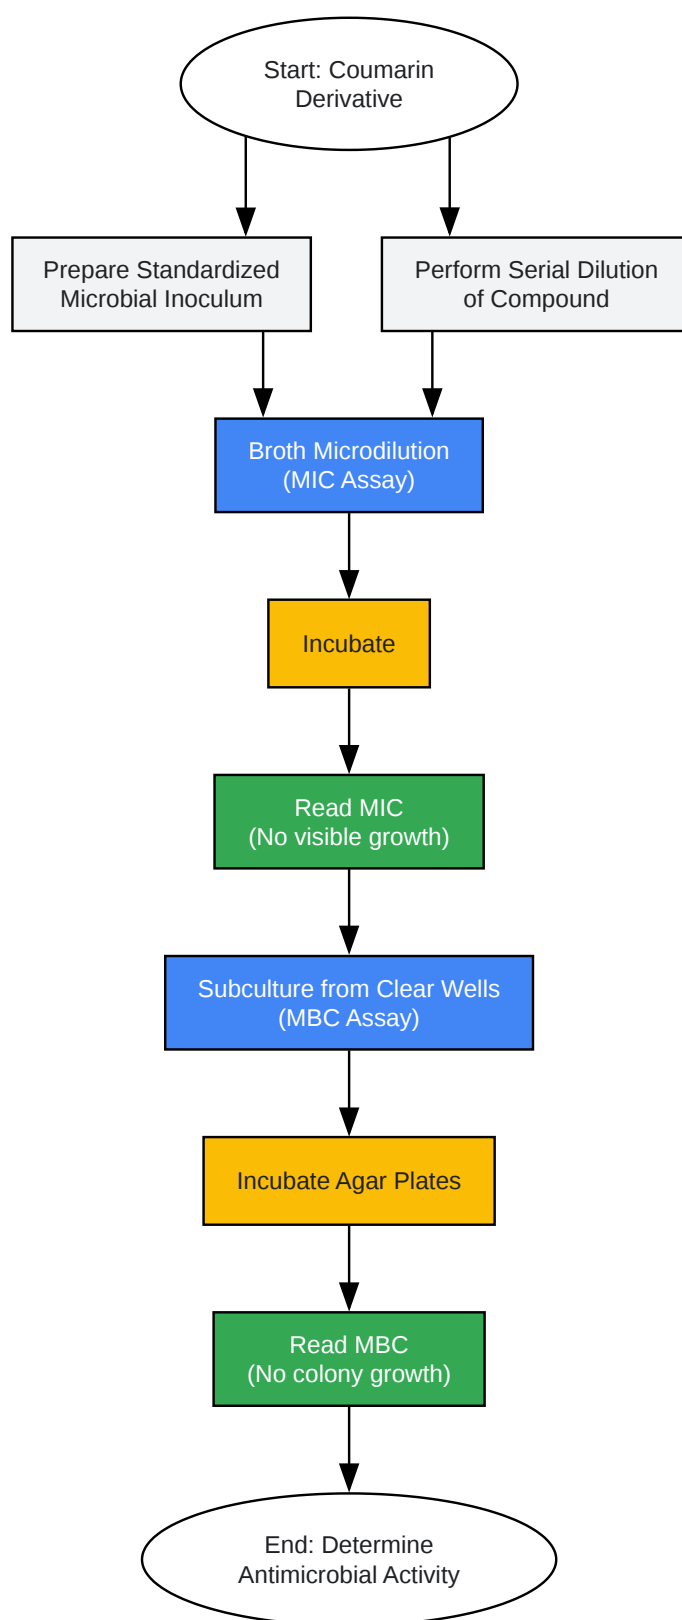 Start: Coumarin
Derivative
Prepare Standardized
Microbial Inoculum
Perform Serial Dilution
of Compound
Broth Microdilution
(MIC Assay)
Incubate
Read MIC
(No visible growth)
Subculture from Clear Wells
(MBC Assay)
Incubate Agar Plates
Read MBC
(No colony growth)
End: Determine
Antimicrobial Activity